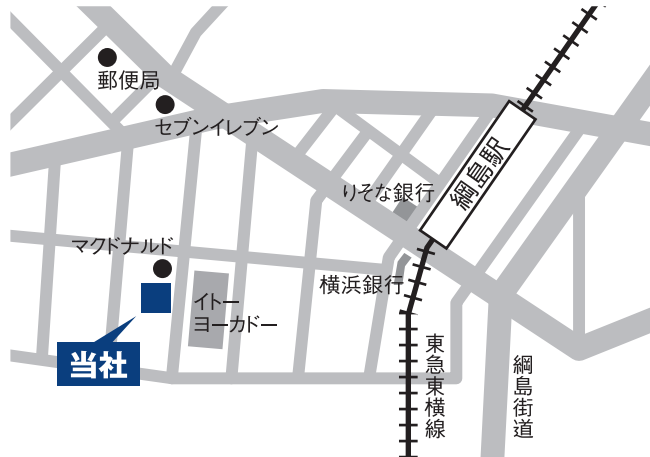 郵便局
セブンイレブン
綱島駅
りそな銀行
マクドナルド
横浜銀行
イトー
ヨーカドー
当社
東急東横線
綱島街道